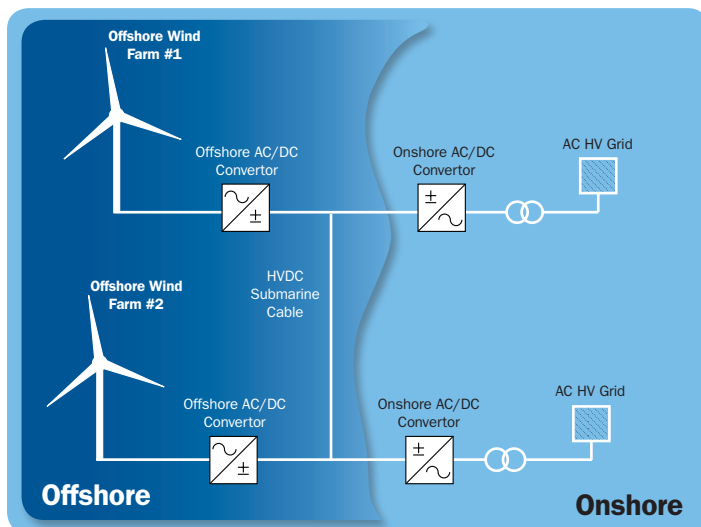 Offshore Wind
Farm #1
Offshore AC/DC
Convertor
Onshore AC/DC
Convertor
AC HV Grid
Offshore Wind
Farm #2
HVDC
Submarine
Cable
Offshore AC/DC
Convertor
Onshore AC/DC
Convertor
AC HV Grid
Offshore
Onshore